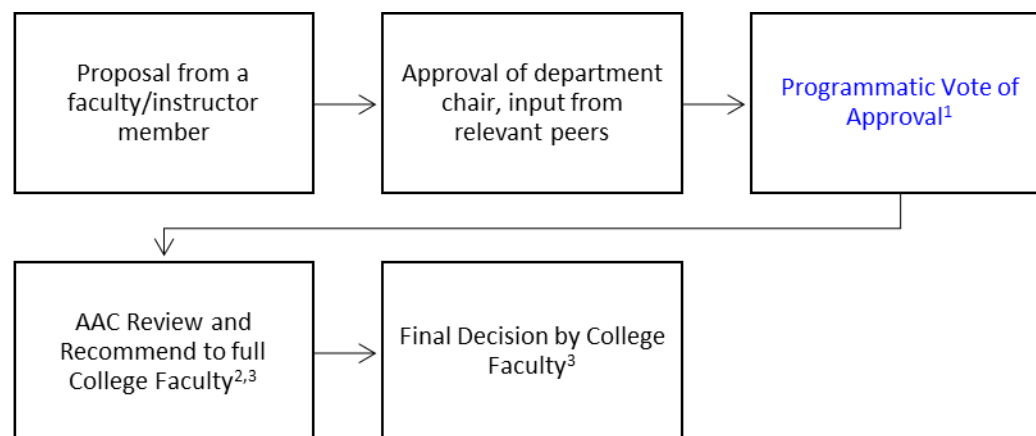 Proposal from a
faculty/instructor
member
Approval of department
chair, input from
relevant peers
Programmatic Vote of
Approval¹
AAC Review and
Recommend to full
College Faculty²,³
Final Decision by College
Faculty³